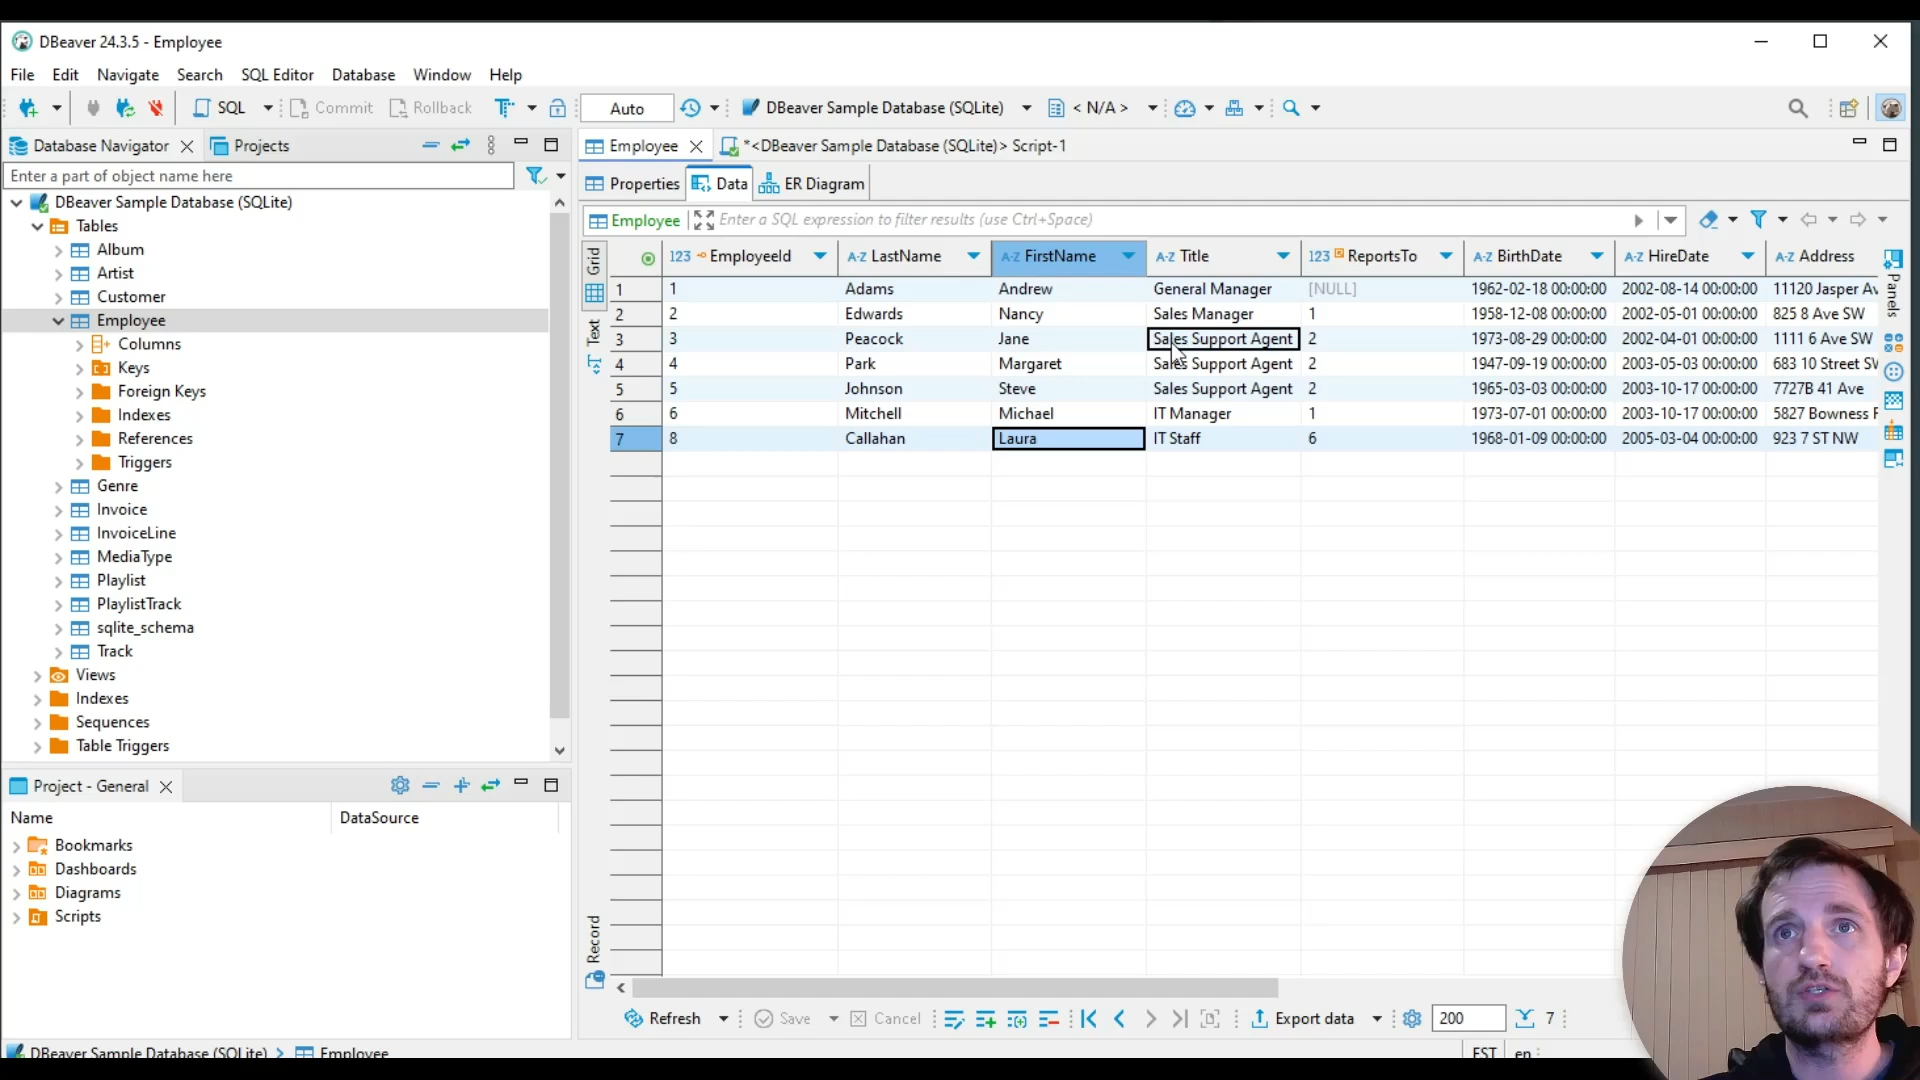 DBeaver 24.3.5 - Employee
File Edit Navigate Search SQL Editor Database Window Help
SQL Commit Rollback Auto DBeaver Sample Database (SQLite) < N/A >
Database Navigator Projects
Enter a part of object name here
DBeaver Sample Database (SQLite)
Tables
Album
Artist
Customer
Employee
Columns
Keys
Foreign Keys
Indexes
References
Triggers
Genre
Invoice
InvoiceLine
MediaType
Playlist
PlaylistTrack
sqlite_schema
Track
Views
Indexes
Sequences
Table Triggers
Project - General
Name DataSource
Bookmarks
Dashboards
Diagrams
Scripts
Employee *<DBeaver Sample Database (SQLite)> Script-1
Properties Data ER Diagram
Employee Enter a SQL expression to filter results (use Ctrl+Space)
Grid
Text
Record
Panels
123 EmployeeId A-Z LastName A-Z FirstName A-Z Title 123 ReportsTo A-Z BirthDate A-Z HireDate A-Z Address
1 1 Adams Andrew General Manager [NULL] 1962-02-18 00:00:00 2002-08-14 00:00:00 11120 Jasper Av
2 2 Edwards Nancy Sales Manager 1 1958-12-08 00:00:00 2002-05-01 00:00:00 825 8 Ave SW
3 3 Peacock Jane Sales Support Agent 2 1973-08-29 00:00:00 2002-04-01 00:00:00 1111 6 Ave SW
4 4 Park Margaret Sales Support Agent 2 1947-09-19 00:00:00 2003-05-03 00:00:00 683 10 Street SW
5 5 Johnson Steve Sales Support Agent 2 1965-03-03 00:00:00 2003-10-17 00:00:00 7727B 41 Ave
6 6 Mitchell Michael IT Manager 1 1973-07-01 00:00:00 2003-10-17 00:00:00 5827 Bowness
7 8 Callahan Laura IT Staff 6 1968-01-09 00:00:00 2005-03-04 00:00:00 923 7 ST NW
Refresh Save Cancel Export data 200 7
DBeaver Sample Database (SQLite) Employee
EST en